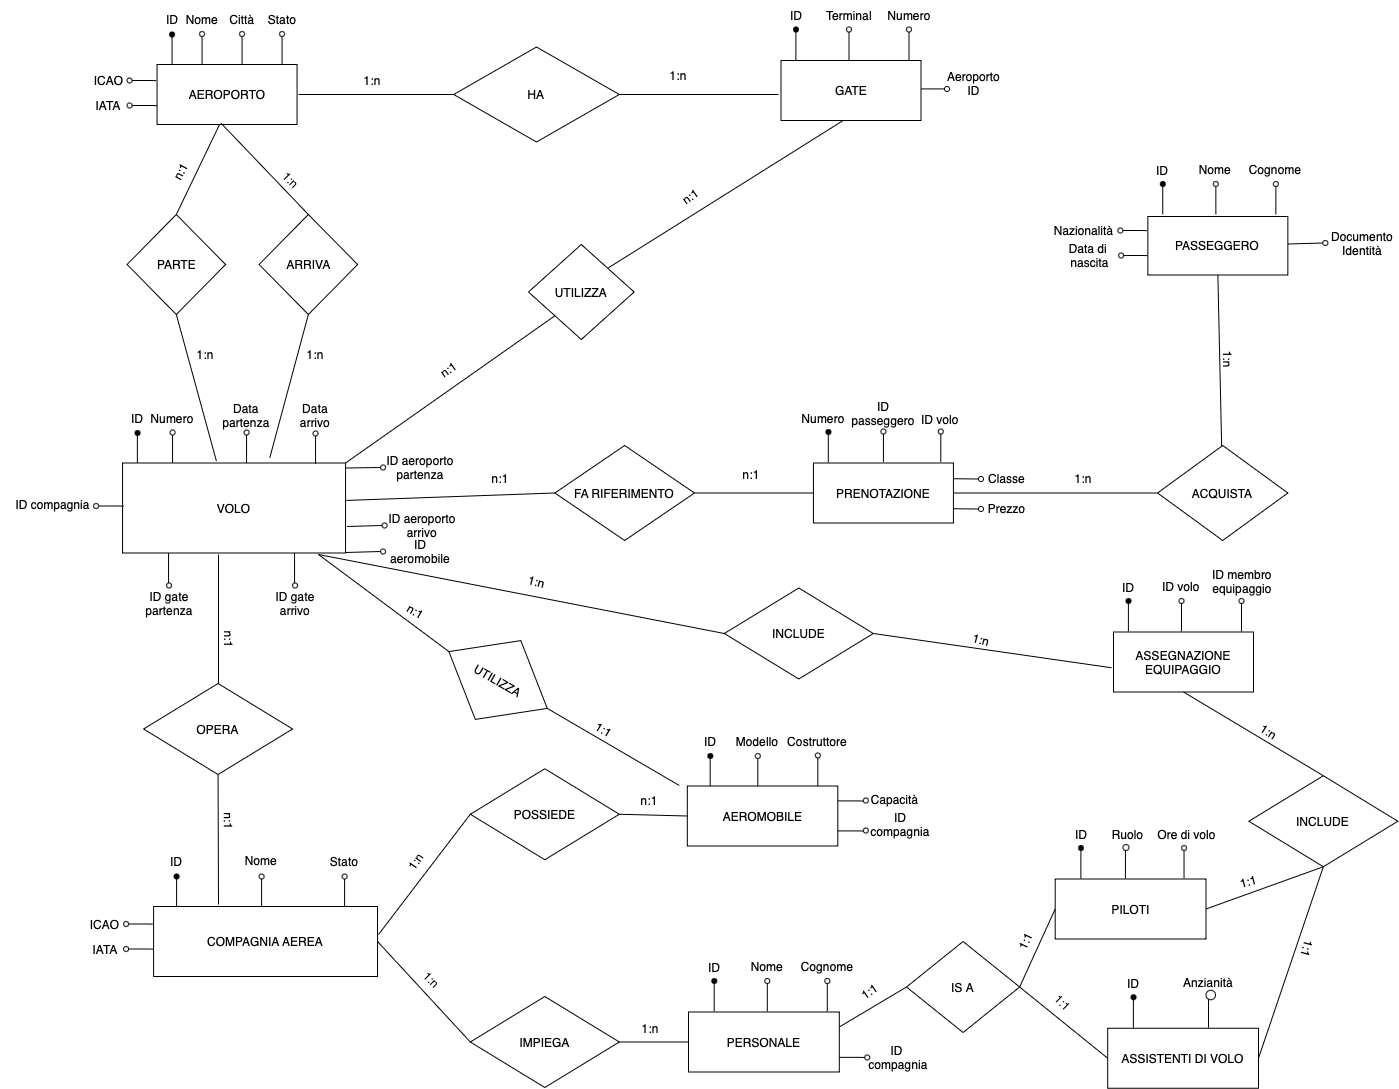 ID Nome Città Stato
ICAO
IATA
AEROPORTO
1:n
HA
1:n
ID Terminal Numero
GATE
Aeroporto
ID
n:1
1:n
n:1
PARTE
ARRIVA
UTILIZZA
1:n
1:n
n:1
ID Nome Cognome
Nazionalità
Data di
nascita
PASSEGGERO
Documento
Identità
1:n
ID Numero
Data
partenza
Data
arrivo
ID aeroporto
partenza
ID compagnia
VOLO
ID aeroporto
arrivo
ID
aeromobile
ID gate
partenza
ID gate
arrivo
n:1
FA RIFERIMENTO
n:1
Numero
ID
passeggero
ID volo
PRENOTAZIONE
Classe
Prezzo
1:n
ACQUISTA
1:n
INCLUDE
1:n
ID
ID volo
ID membro
equipaggio
ASSEGNAZIONE
EQUIPAGGIO
n:1
n:1
UTILIZZA
1:1
1:n
OPERA
n:1
POSSIEDE
n:1
1:n
ID Modello Costruttore
AEROMOBILE
Capacità
ID
compagnia
INCLUDE
ID Ruolo Ore di volo
PILOTI
1:1
1:1
ID Nome Stato
ICAO
IATA
COMPAGNIA AEREA
1:n
IMPIEGA
1:n
ID Nome Cognome
PERSONALE
ID
compagnia
1:1
IS A
1:1
1:1
ID Anzianità
ASSISTENTI DI VOLO